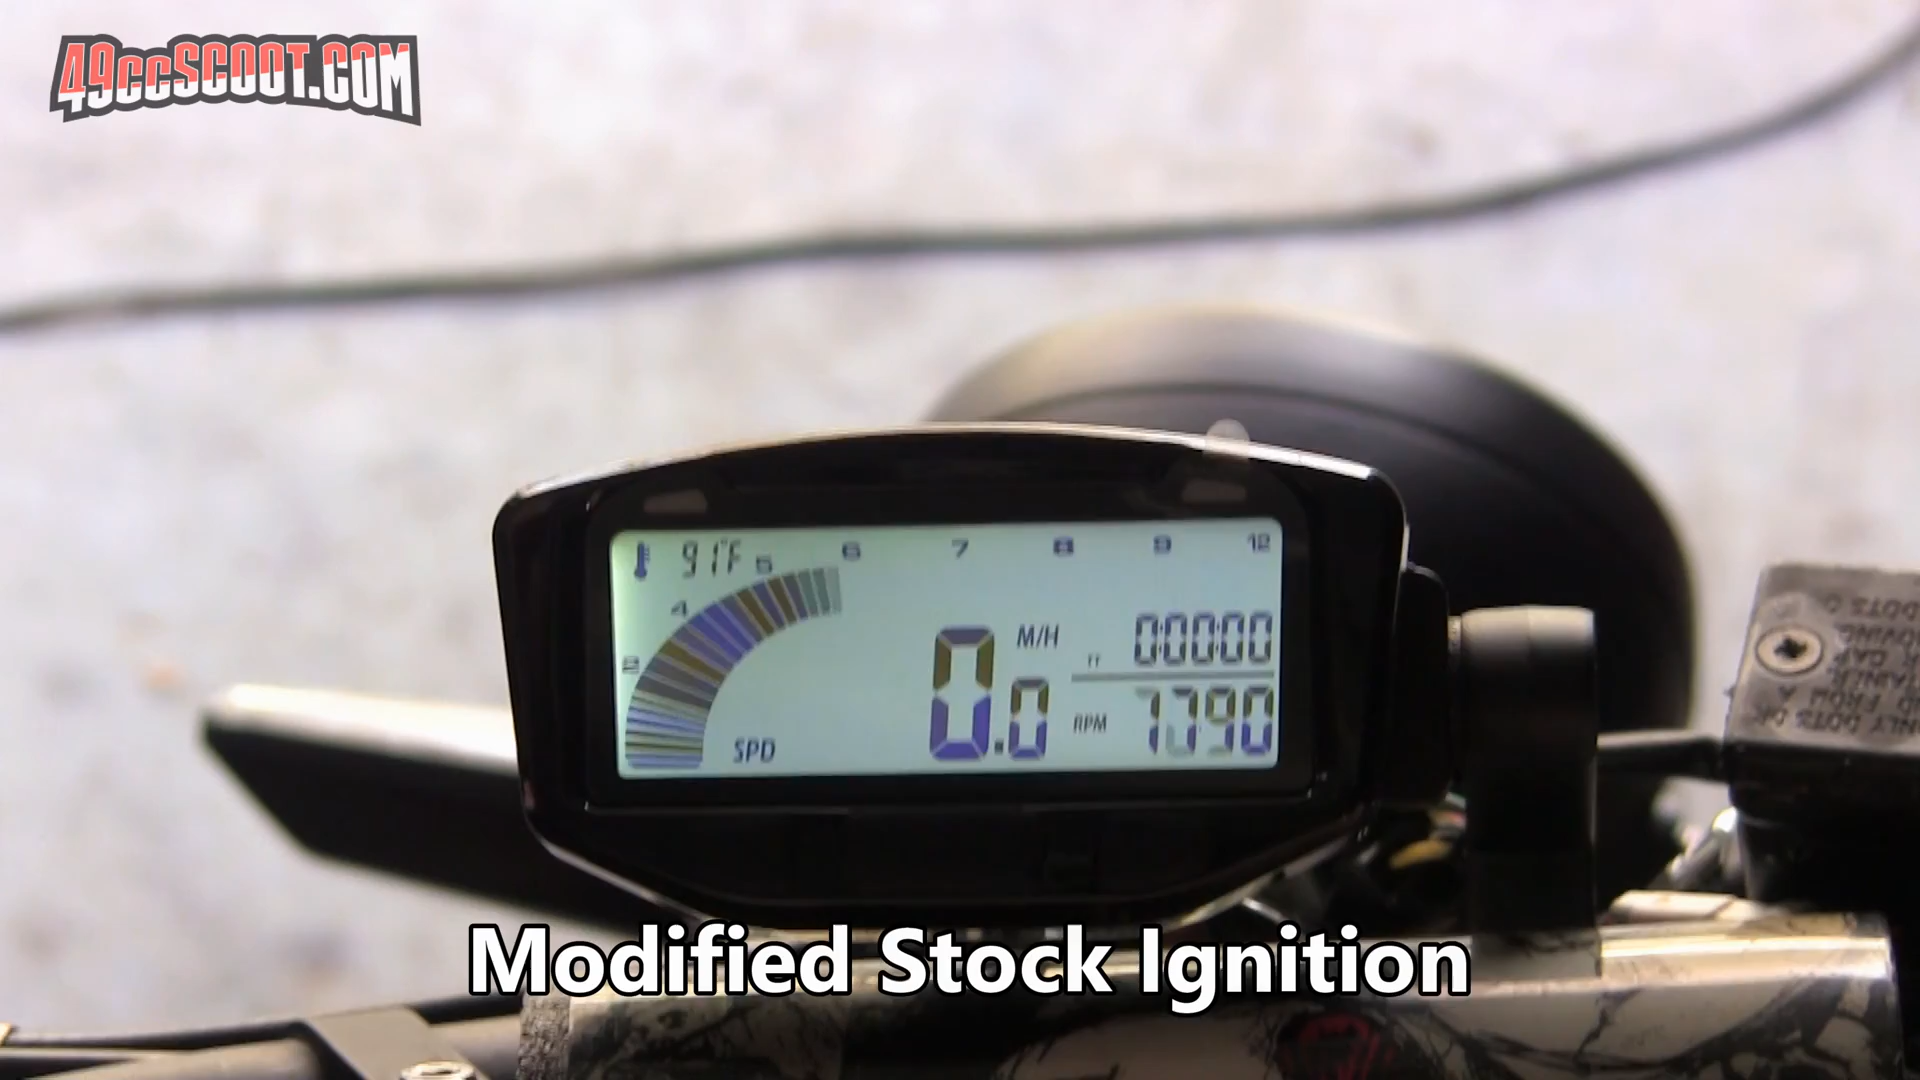 49ccSCOOT.COM
91°F
2 4 5 6 7 8 9 12
M/H
00000
0.0
RPM
7790
SPD
Modified Stock Ignition